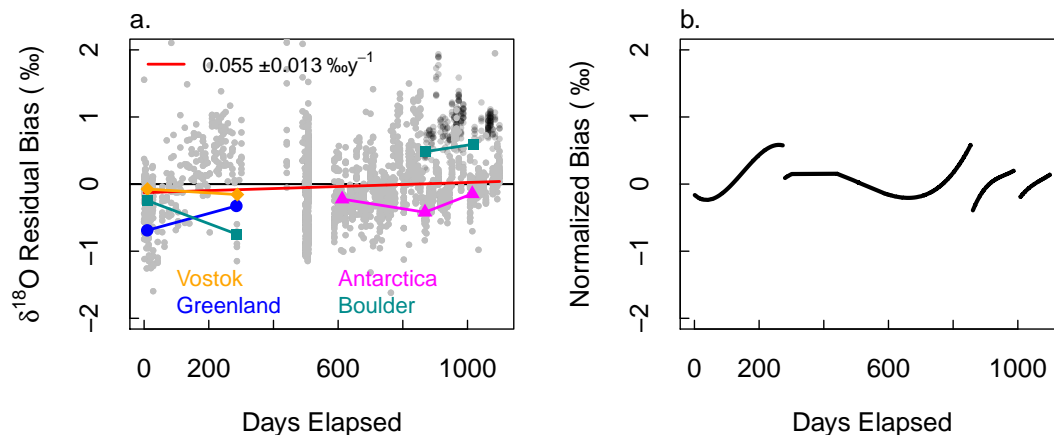 a.
δ¹⁸O Residual Bias ( ‰)
2
1
0
−1
−2
0.055 ±0.013 ‰y⁻¹
Vostok
Greenland
Antarctica
Boulder
0 200 600 1000
Days Elapsed
b.
Normalized Bias ( ‰)
2
1
0
−1
−2
0 200 600 1000
Days Elapsed